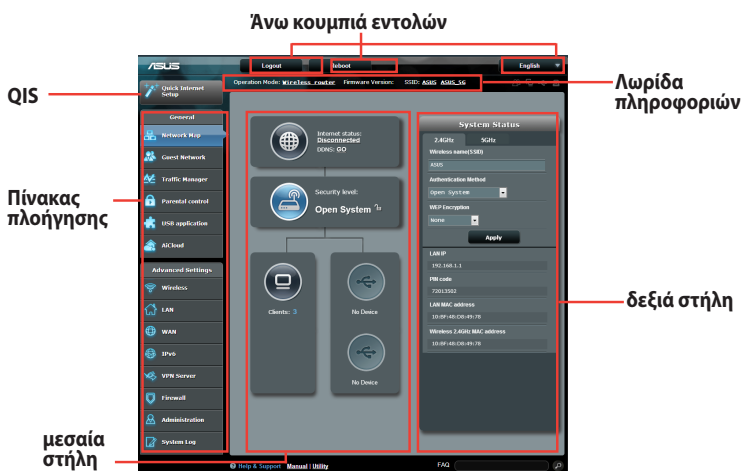 Άνω κουμπιά εντολών
ASUS
Logout
Reboot
English
QIS
Quick Internet
Setup
Operation Mode: Wireless router Firmware Version: SSID: ASUS ASUS_5G
Λωρίδα
πληροφοριών
General
Network Map
Guest Network
Traffic Manager
Parental control
USB application
AiCloud
Πίνακας
πλοήγησης
Advanced Settings
Wireless
LAN
WAN
IPv6
VPN Server
Firewall
Administration
System Log
Internet status:
Disconnected
DDNS: GO
Security level:
Open System
Clients: 3
No Device
No Device
System Status
2.4GHz 5GHz
Wireless name(SSID)
ASUS
Authentication Method
Open System
WEP Encryption
None
Apply
LAN IP
192.168.1.1
PIN code
72013502
LAN MAC address
10:BF:48:D8:49:78
Wireless 2.4GHz MAC address
10:BF:48:D8:49:78
δεξιά στήλη
μεσαία
στήλη
Help & Support Manual | Utility FAQ